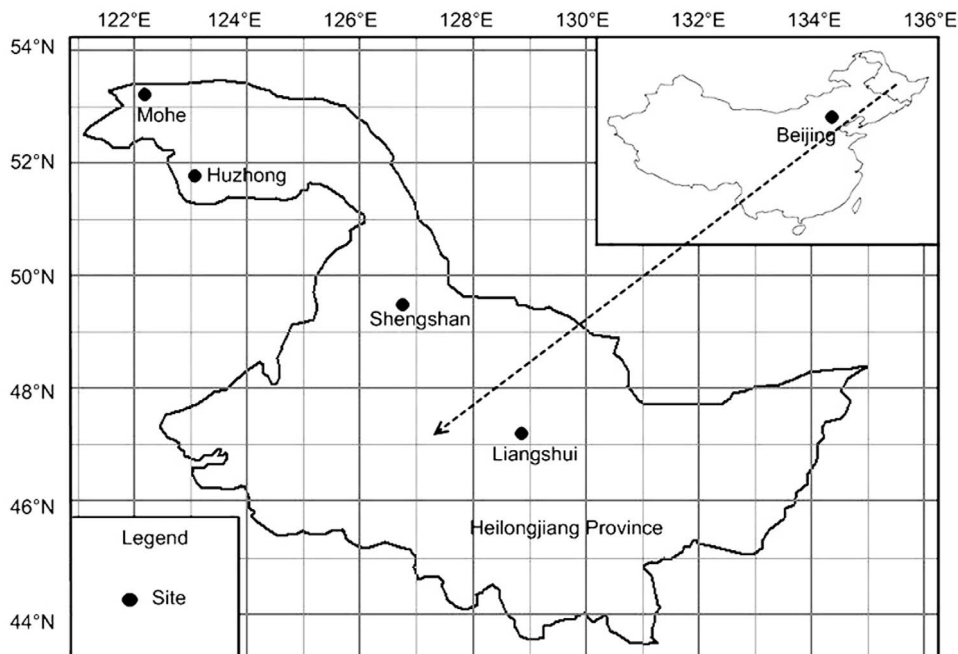 122°E 124°E 126°E 128°E 130°E 132°E 134°E 136°E
54°N
52°N
50°N
48°N
46°N
44°N
Mohe
Huzhong
Shengshan
Liangshui
Heilongjiang Province
Beijing
Legend
Site